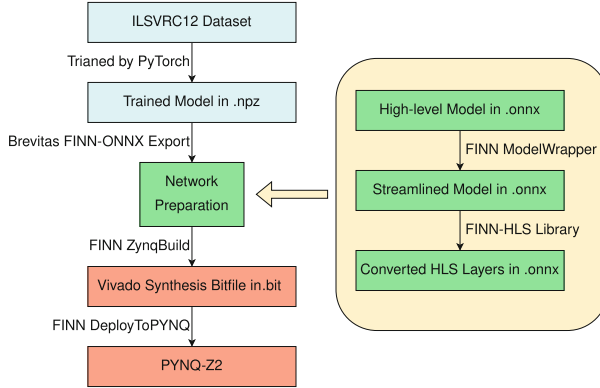 ILSVRC12 Dataset
Trianed by PyTorch
Trained Model in .npz
Brevitas FINN-ONNX Export
Network
Preparation
FINN ZynqBuild
Vivado Synthesis Bitfile in.bit
FINN DeployToPYNQ
PYNQ-Z2
High-level Model in .onnx
FINN ModelWrapper
Streamlined Model in .onnx
FINN-HLS Library
Converted HLS Layers in .onnx